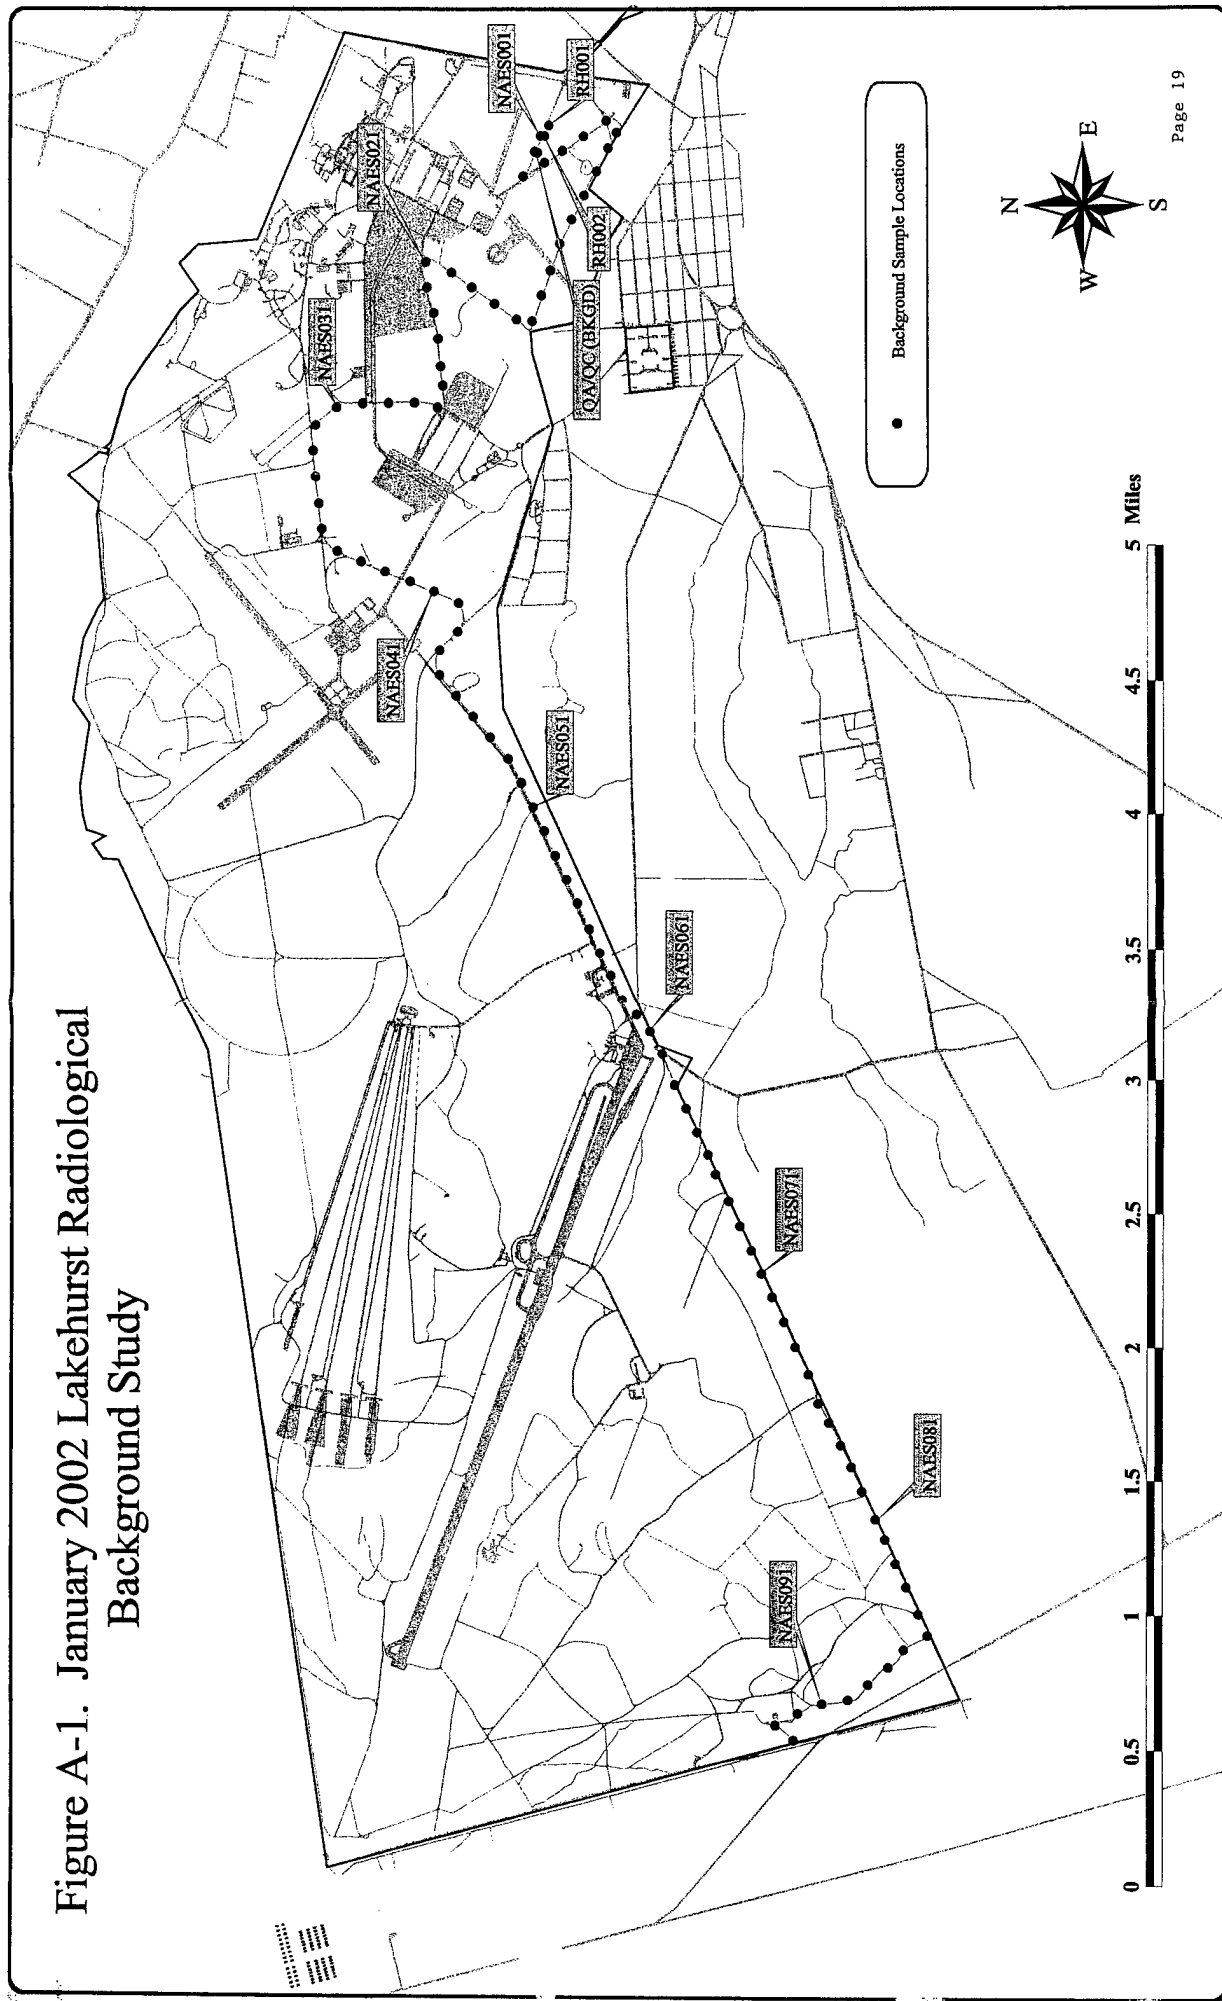 Figure A-1. January 2002 Lakehurst Radiological
Background Study
NAES001
RH001
NAES021
RH002
QA/QC (BKGD)
NAES031
NAES041
NAES051
NAES061
NAES071
NAES081
NAES091
Background Sample Locations
N
W
E
S
0
0.5
1
1.5
2
2.5
3
3.5
4
4.5
5 Miles
Page 19